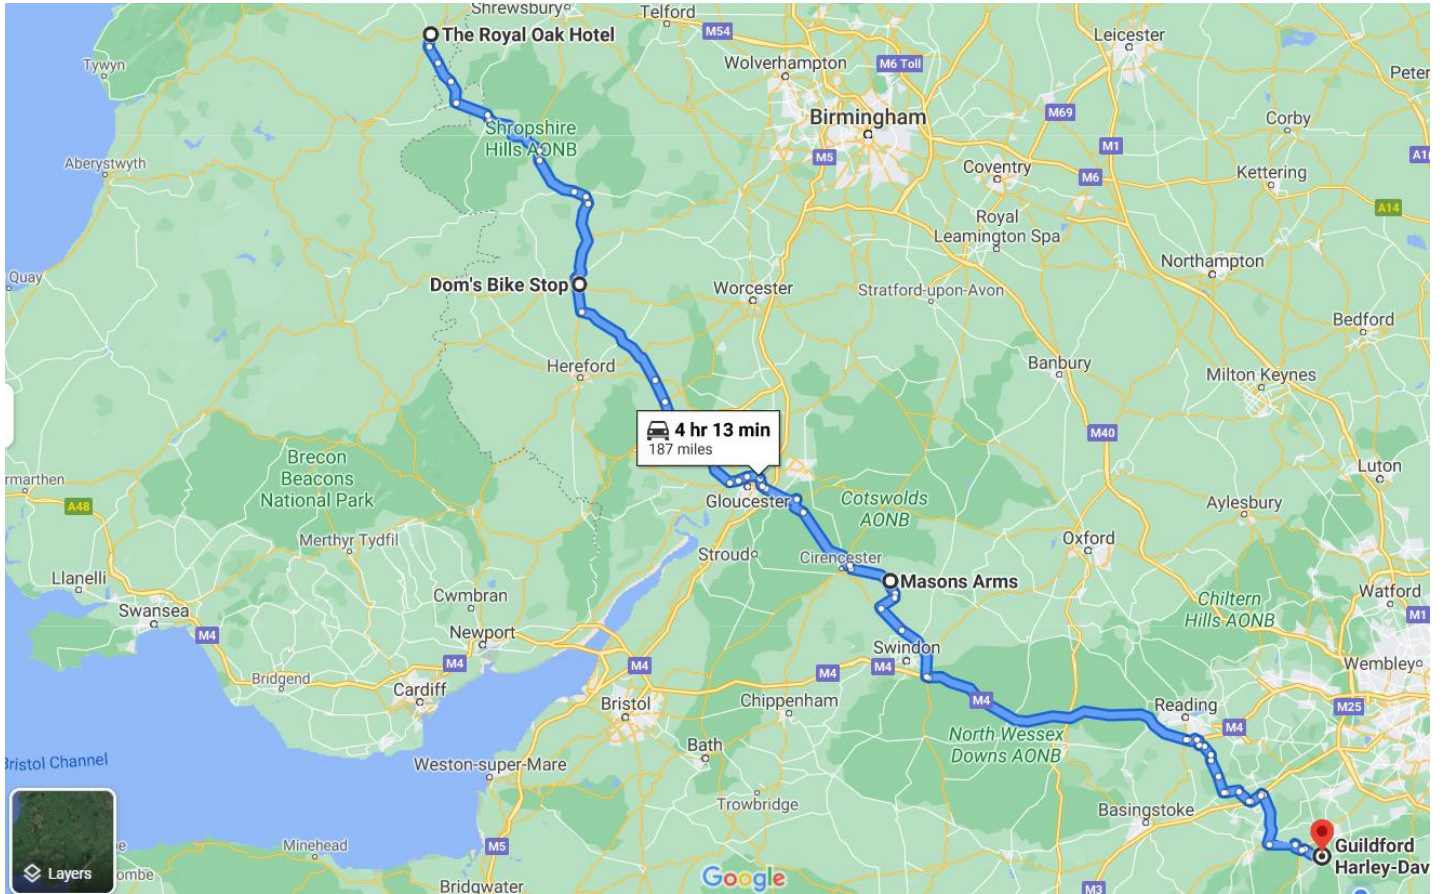 Shrewsbury
Telford
The Royal Oak Hotel
M54
Leicester
Tywyn
Wolverhampton
M6 Toll
Peter
Birmingham
M69
Corby
Shropshire
Hills AONB
M5
M1
A1
Aberystwyth
Coventry
M6
Kettering
A14
Royal
Leamington Spa
Quay
Dom's Bike Stop
Worcester
Stratford-upon-Avon
Northampton
Bedford
Hereford
Banbury
Milton Keynes
4 hr 13 min
187 miles
M40
Brecon
Beacons
National Park
Luton
rmarthen
A48
Gloucester
Cotswolds
AONB
Aylesbury
Merthyr Tydfil
Stroud
Cirencester
Oxford
Llanelli
Masons Arms
Cwmbran
Chiltern
Hills AONB
Watford
M1
Swansea
M4
Newport
M4
M4
Swindon
M4
M4
Wembley
Bridgend
Cardiff
Bristol
Chippenham
M4
Reading
M4
M25
North Wessex
Downs AONB
Bristol Channel
Bath
Weston-super-Mare
Trowbridge
Basingstoke
Minehead
M5
Guildford
Harley-Dav
Layers
combe
Bridgwater
Google
M3